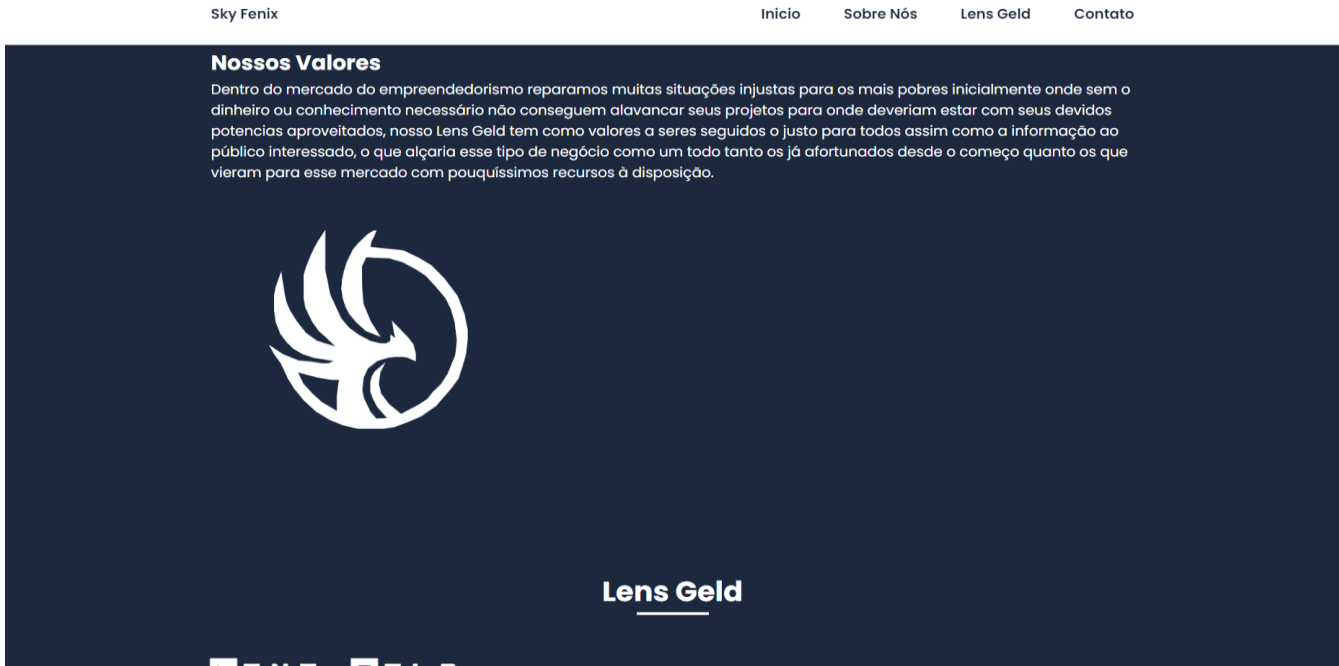 Sky Fenix Inicio Sobre Nós Lens Geld Contato
Nossos Valores
Dentro do mercado do empreendedorismo reparamos muitas situações injustas para os mais pobres inicialmente onde sem o
dinheiro ou conhecimento necessário não conseguem alavancar seus projetos para onde deveriam estar com seus devidos
potencias aproveitados, nosso Lens Geld tem como valores a seres seguidos o justo para todos assim como a informação ao
público interessado, o que alçaria esse tipo de negócio como um todo tanto os já afortunados desde o começo quanto os que
vieram para esse mercado com pouquíssimos recursos à disposição.
Lens Geld